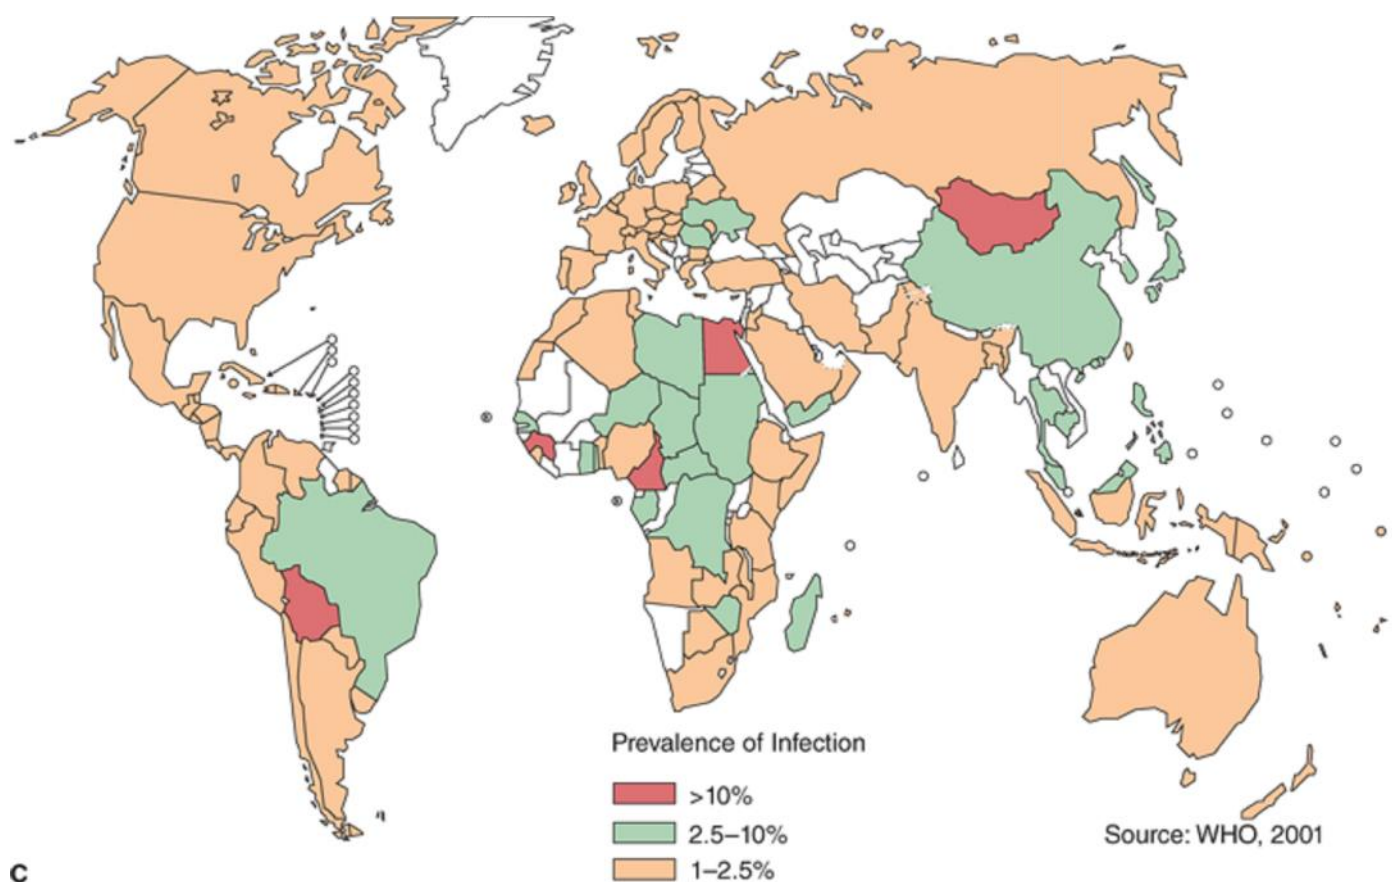 Prevalence of Infection
>10%
2.5–10%
1–2.5%
Source: WHO, 2001
C